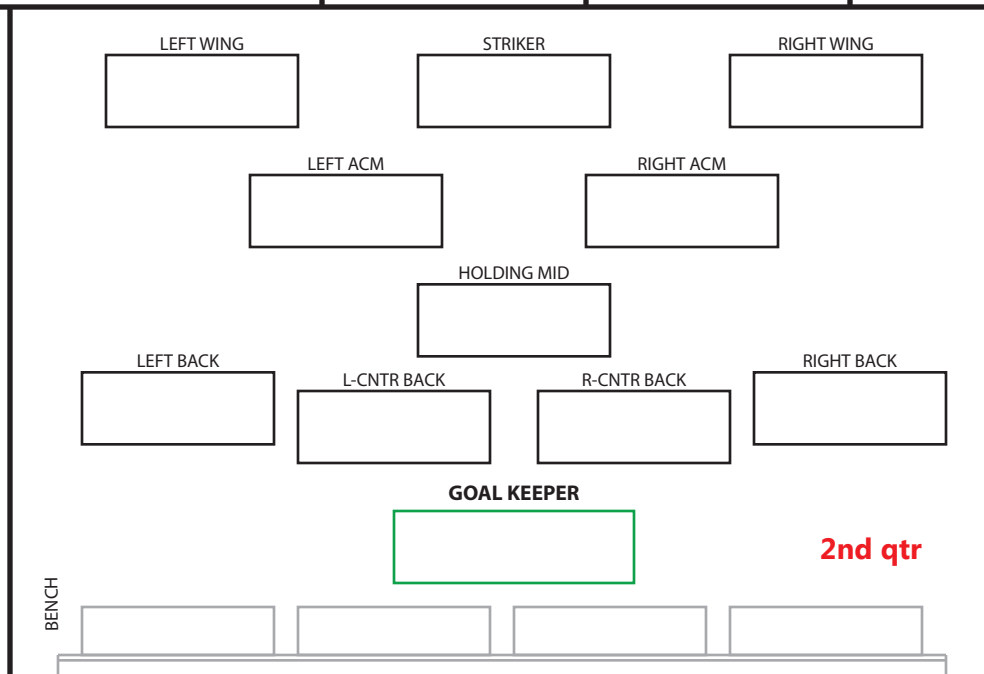 LEFT WING
STRIKER
RIGHT WING
LEFT ACM
RIGHT ACM
HOLDING MID
LEFT BACK
L-CNTR BACK
R-CNTR BACK
RIGHT BACK
GOAL KEEPER
2nd qtr
BENCH